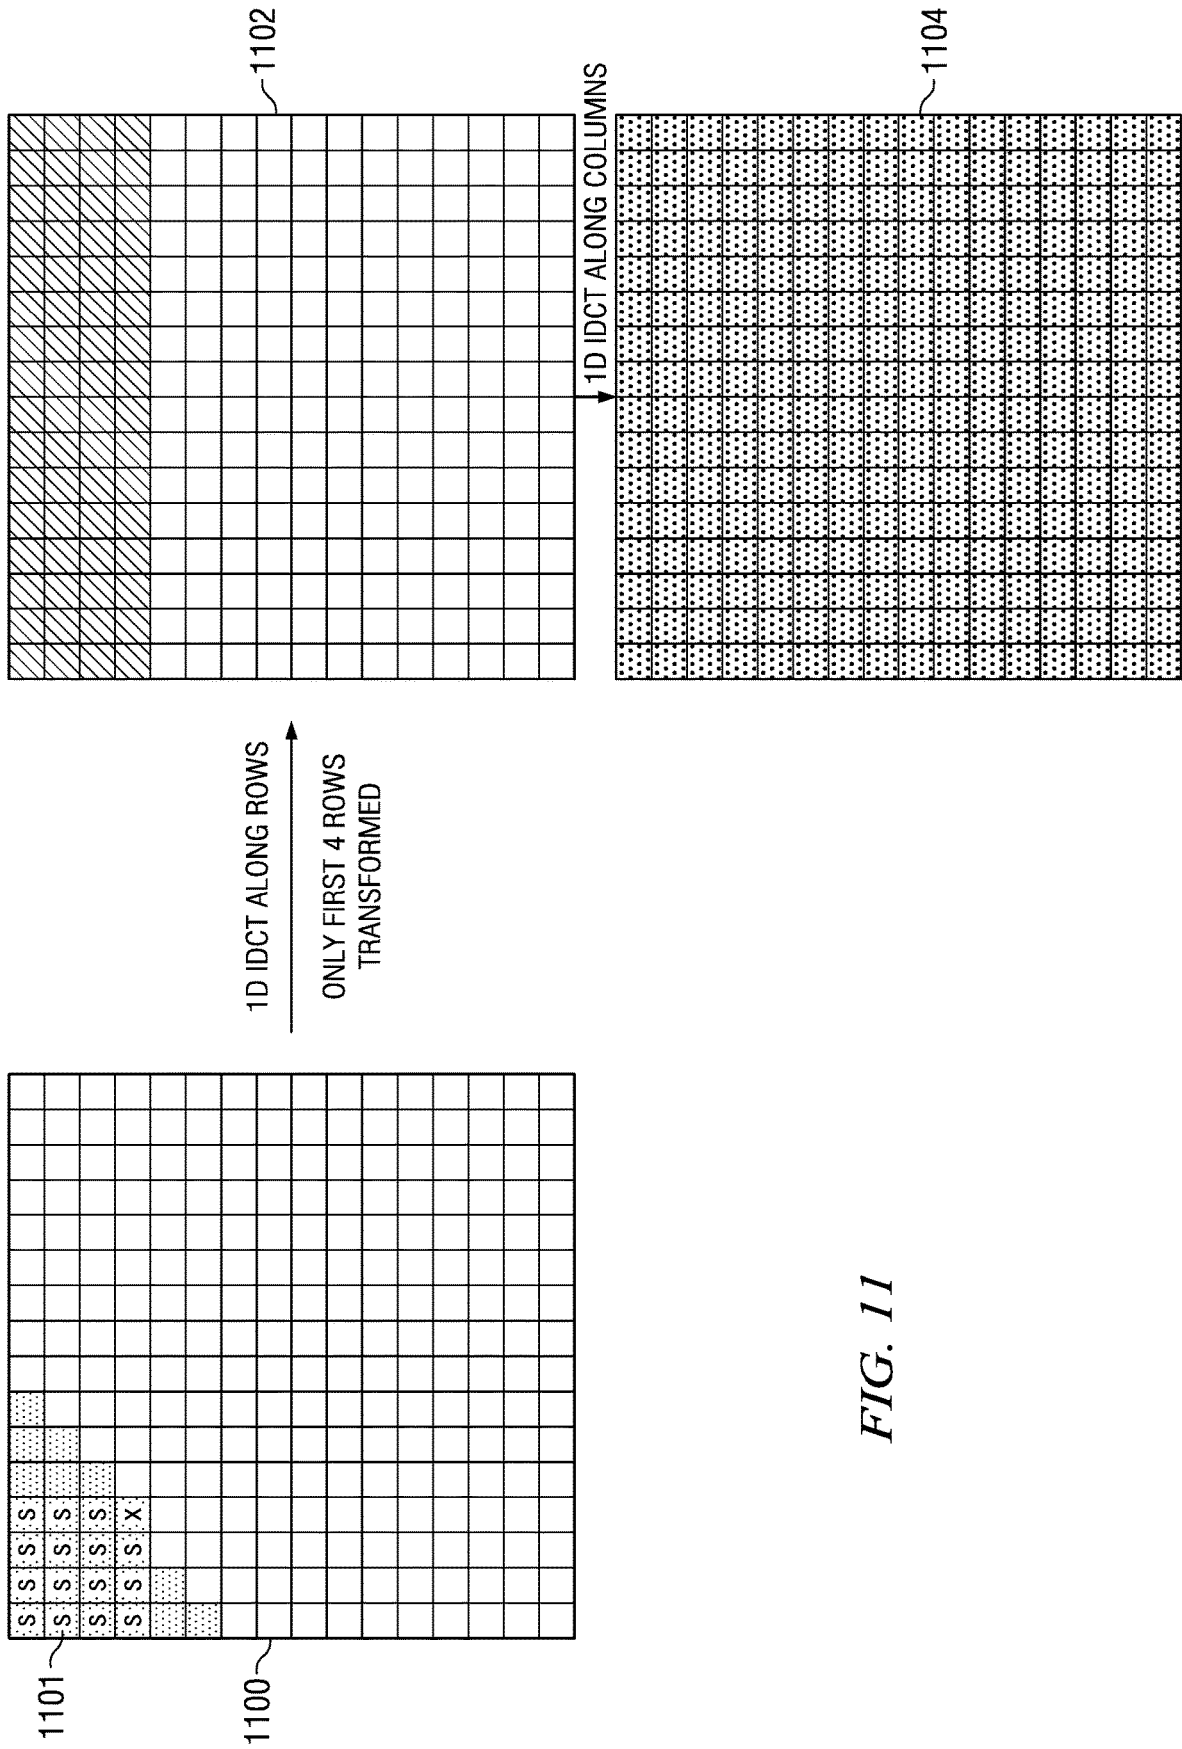 1101
S S S S
S S S S
S S S S
S S S X
1100
1D IDCT ALONG ROWS
ONLY FIRST 4 ROWS
TRANSFORMED
1102
1D IDCT ALONG COLUMNS
1104
FIG. 11